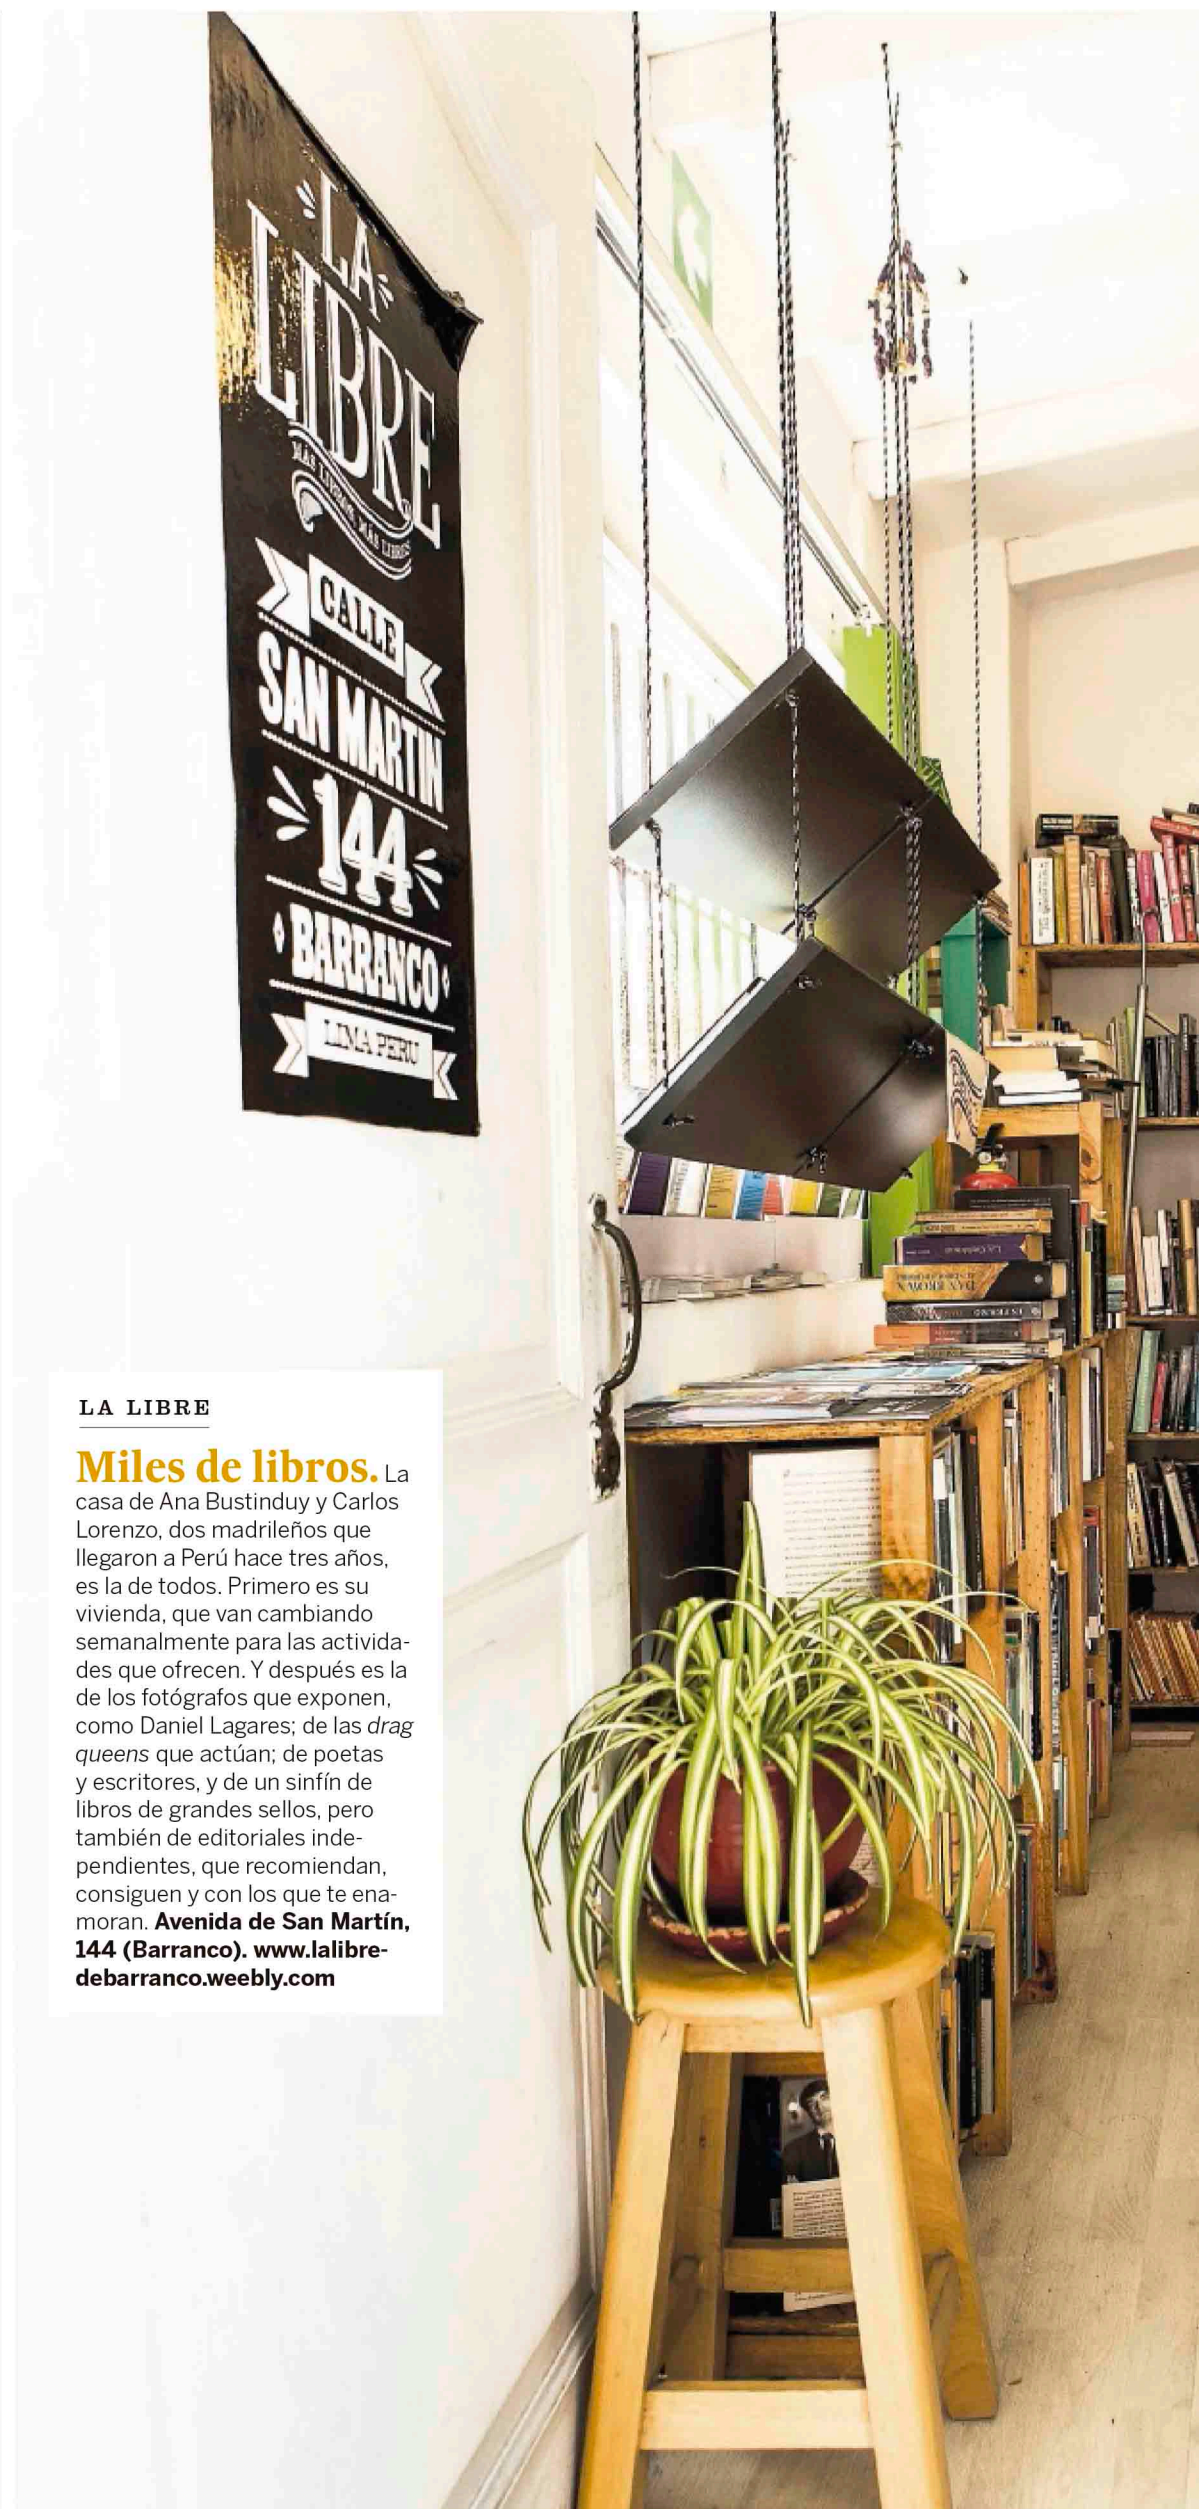 LA
LIBRE
MÁS LIBROS MÁS LIBRES
CALLE
SAN MARTIN
144
BARRANCO
LIMA PERU
DAN BROWN
INFERNO
LA LIBRE
Miles de libros. La
casa de Ana Bustinduy y Carlos
Lorenzo, dos madrileños que
llegaron a Perú hace tres años,
es la de todos. Primero es su
vivienda, que van cambiando
semanalmente para las activida-
des que ofrecen. Y después es la
de los fotógrafos que exponen,
como Daniel Lagares; de las drag
queens que actúan; de poetas
y escritores, y de un sinfín de
libros de grandes sellos, pero
también de editoriales inde-
pendientes, que recomiendan,
consiguen y con los que te ena-
moran. Avenida de San Martín,
144 (Barranco). www.lalibre-
debarranco.weebly.com